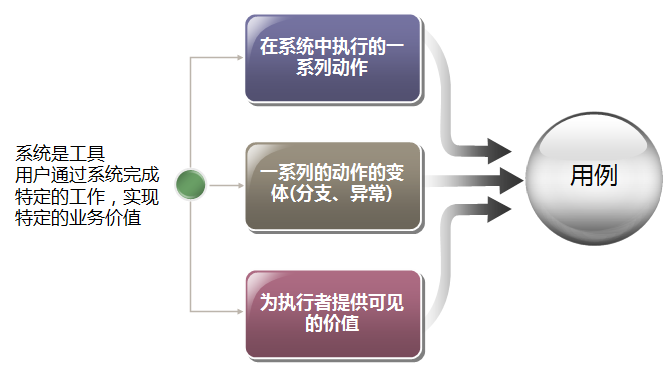 系统是工具
用户通过系统完成
特定的工作，实现
特定的业务价值
在系统中执行的一
系列动作
一系列的动作的变
体(分支、异常)
为执行者提供可见
的价值
用例